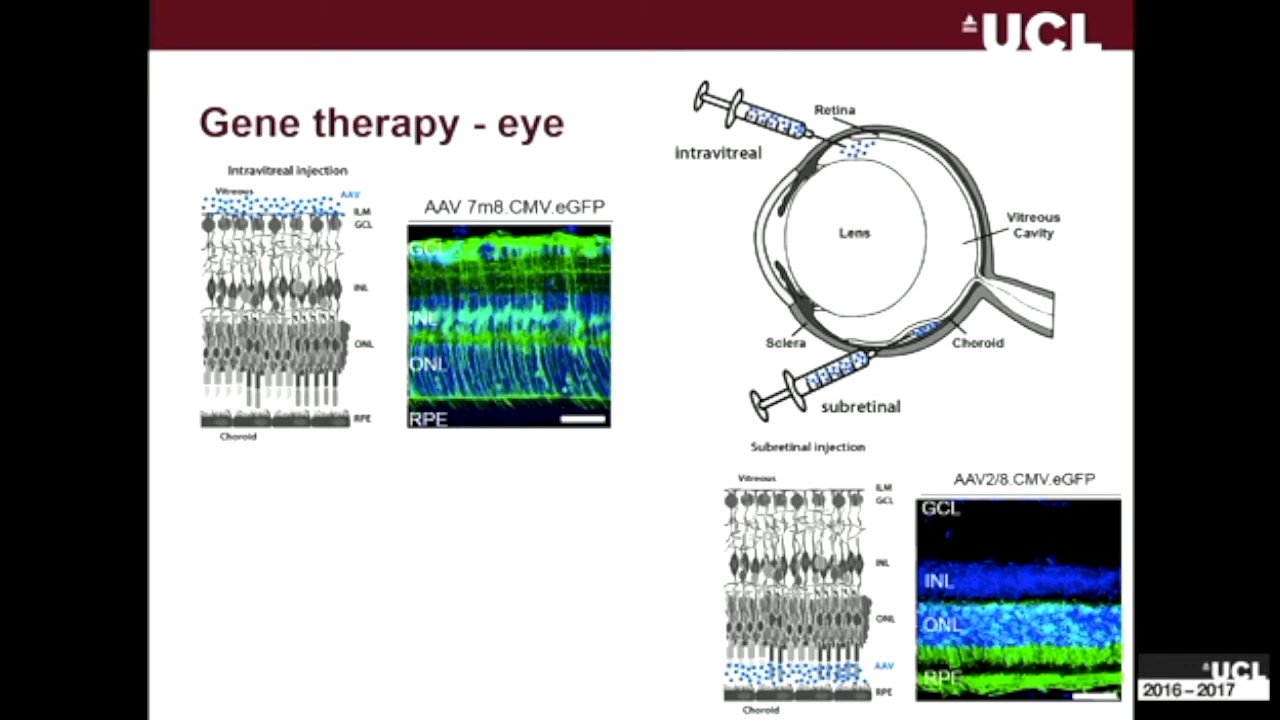 UCL
Gene therapy - eye
Intravitreal injection
Vitreous
AAV
ILM
GCL
INL
ONL
RPE
Choroid
AAV 7m8.CMV.eGFP
GCL
INL
ONL
RPE
intravitreal
Retina
Lens
Vitreous
Cavity
Sclera
Choroid
subretinal
Subretinal injection
Vitreous
ILM
GCL
INL
ONL
AAV
RPE
Choroid
AAV2/8.CMV.eGFP
GCL
INL
ONL
RPE
UCL
2016 – 2017